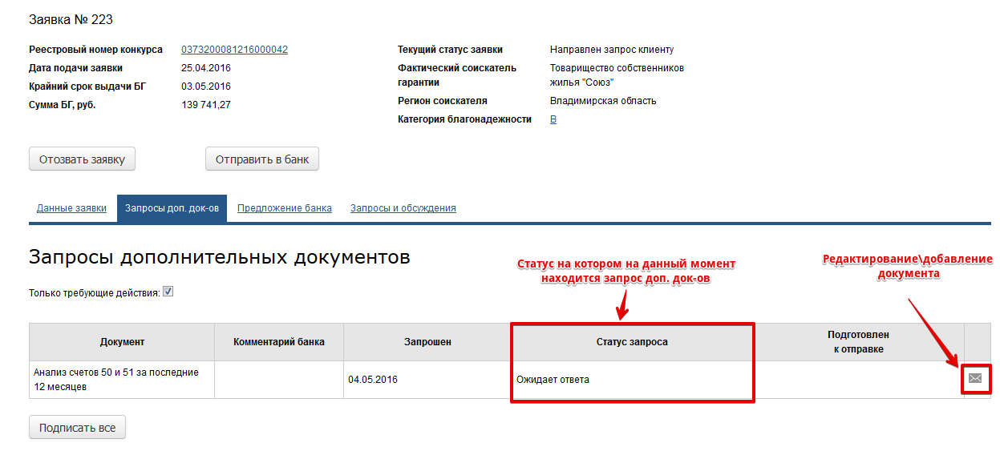 Заявка № 223
Реестровый номер конкурса 0373200081216000042
Дата подачи заявки 25.04.2016
Крайний срок выдачи БГ 03.05.2016
Сумма БГ, руб. 139 741,27
Текущий статус заявки Направлен запрос клиенту
Фактический соискатель Товарищество собственников
гарантии жилья "Союз"
Регион соискателя Владимирская область
Категория благонадежности B
Отозвать заявку Отправить в банк
Данные заявки Запросы доп. док-ов Предложение банка Запросы и обсуждения
Запросы дополнительных документов
Статус на котором на данный момент
находится запрос доп. док-ов
Редактирование\добавление
документа
Только требующие действия:
Документ Комментарий банка Запрошен Статус запроса Подготовлен
к отправке
Анализ счетов 50 и 51 за последние
12 месяцев
04.05.2016 Ожидает ответа
Подписать все